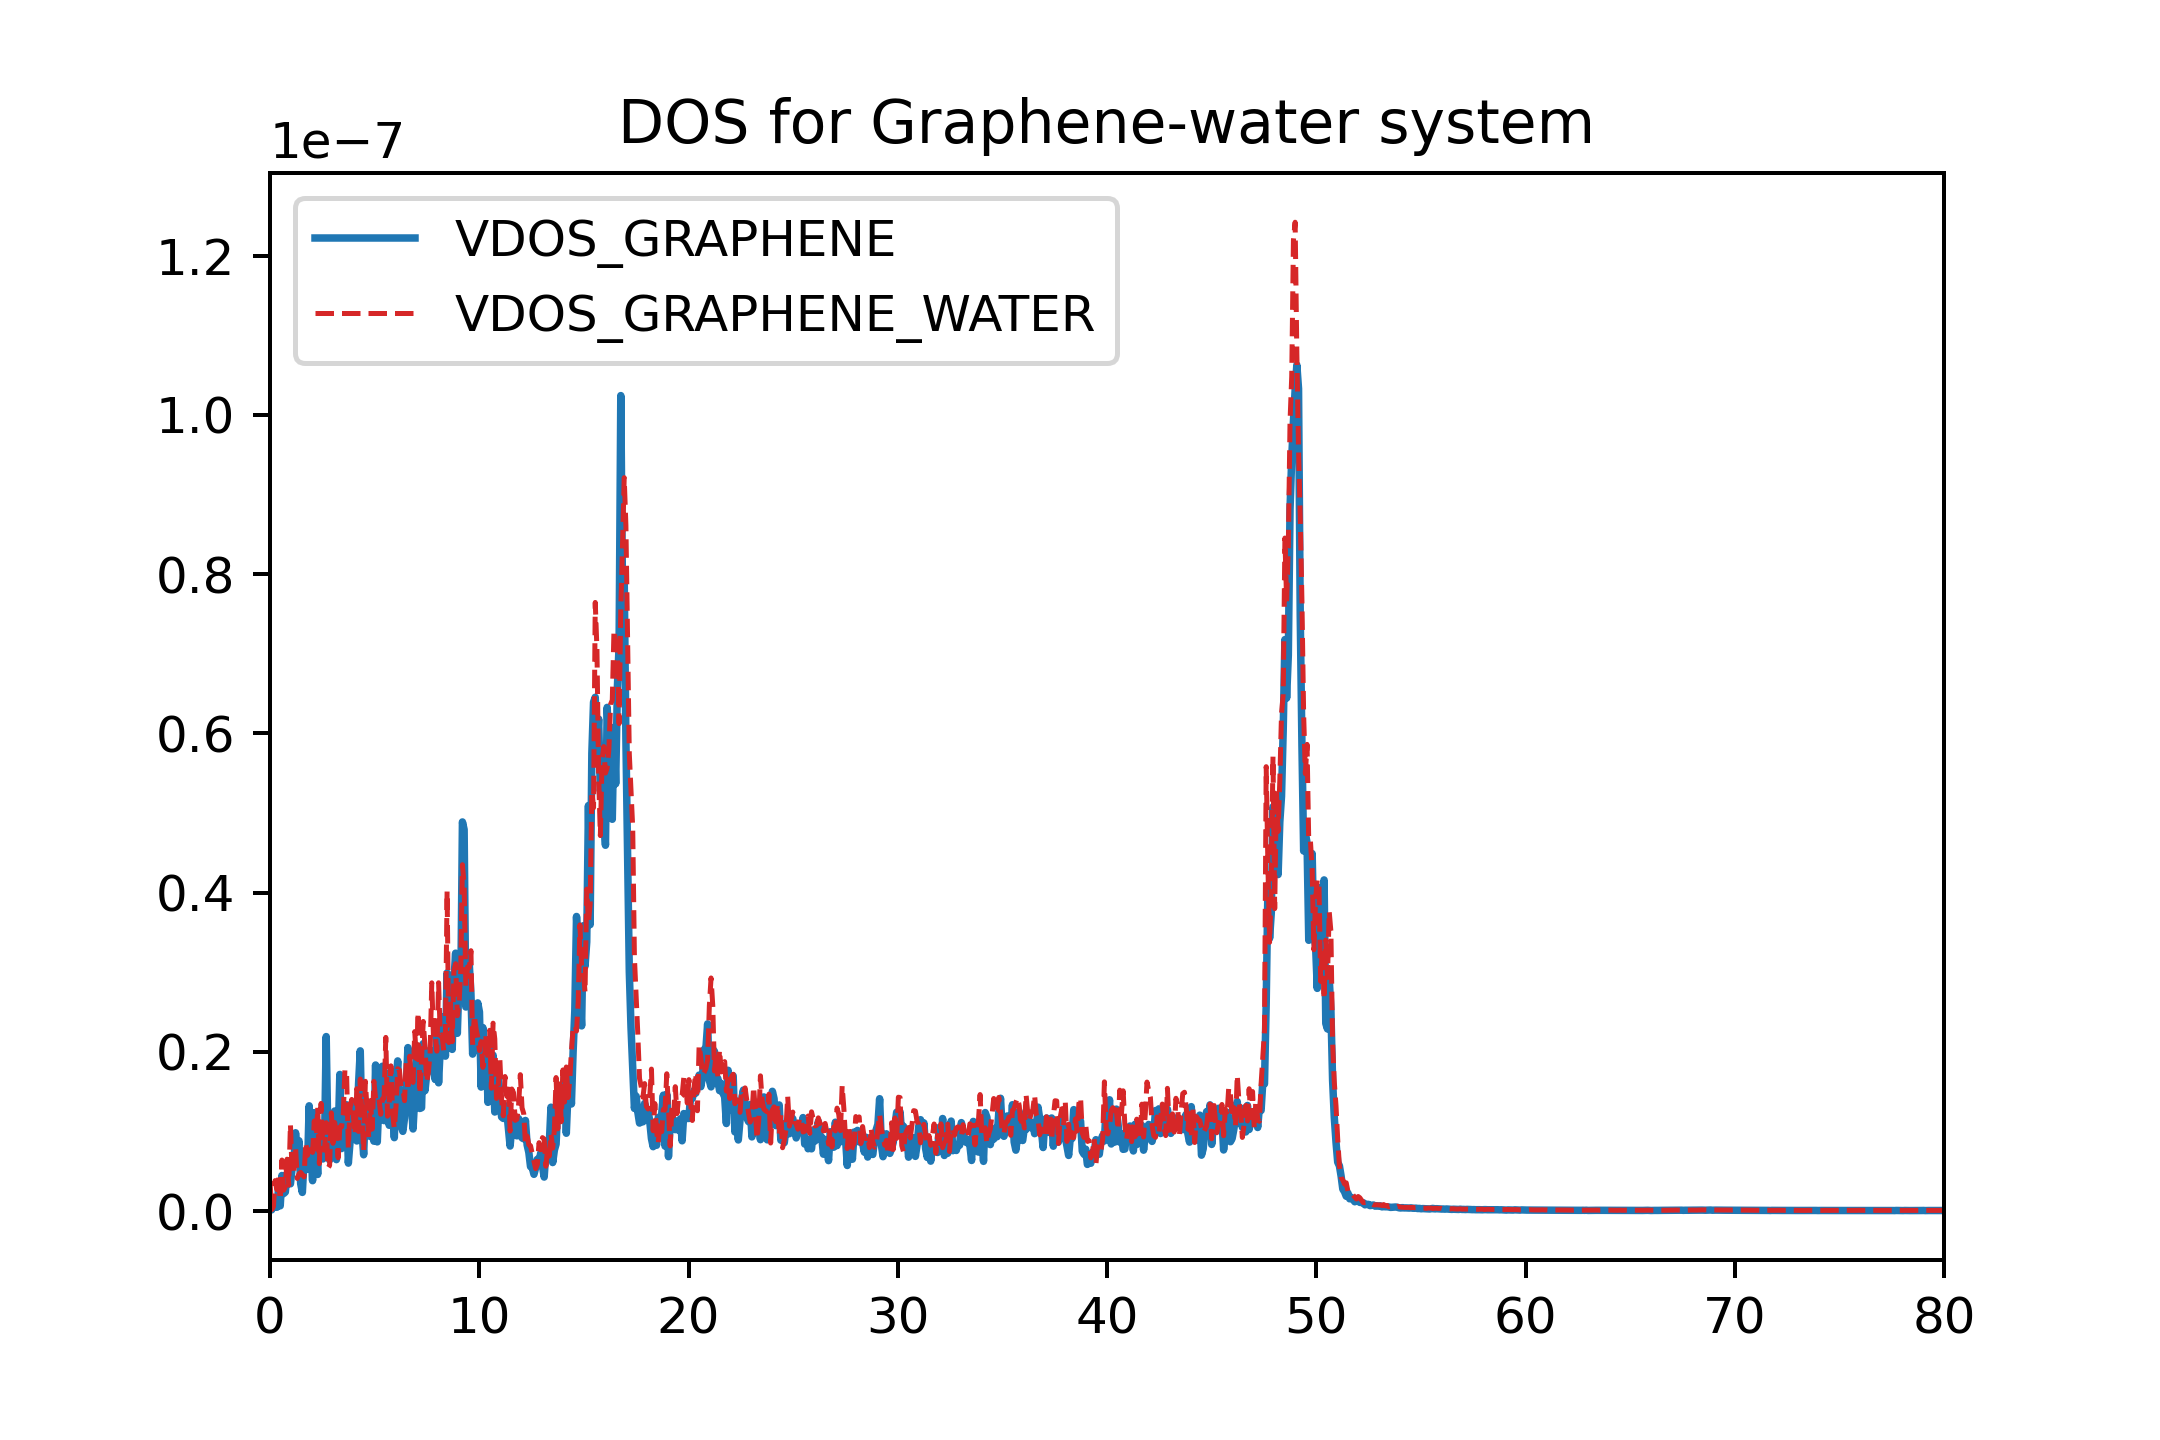 DOS for Graphene-water system
1e−7
VDOS_GRAPHENE
VDOS_GRAPHENE_WATER
1.2
1.0
0.8
0.6
0.4
0.2
0.0
0 10 20 30 40 50 60 70 80